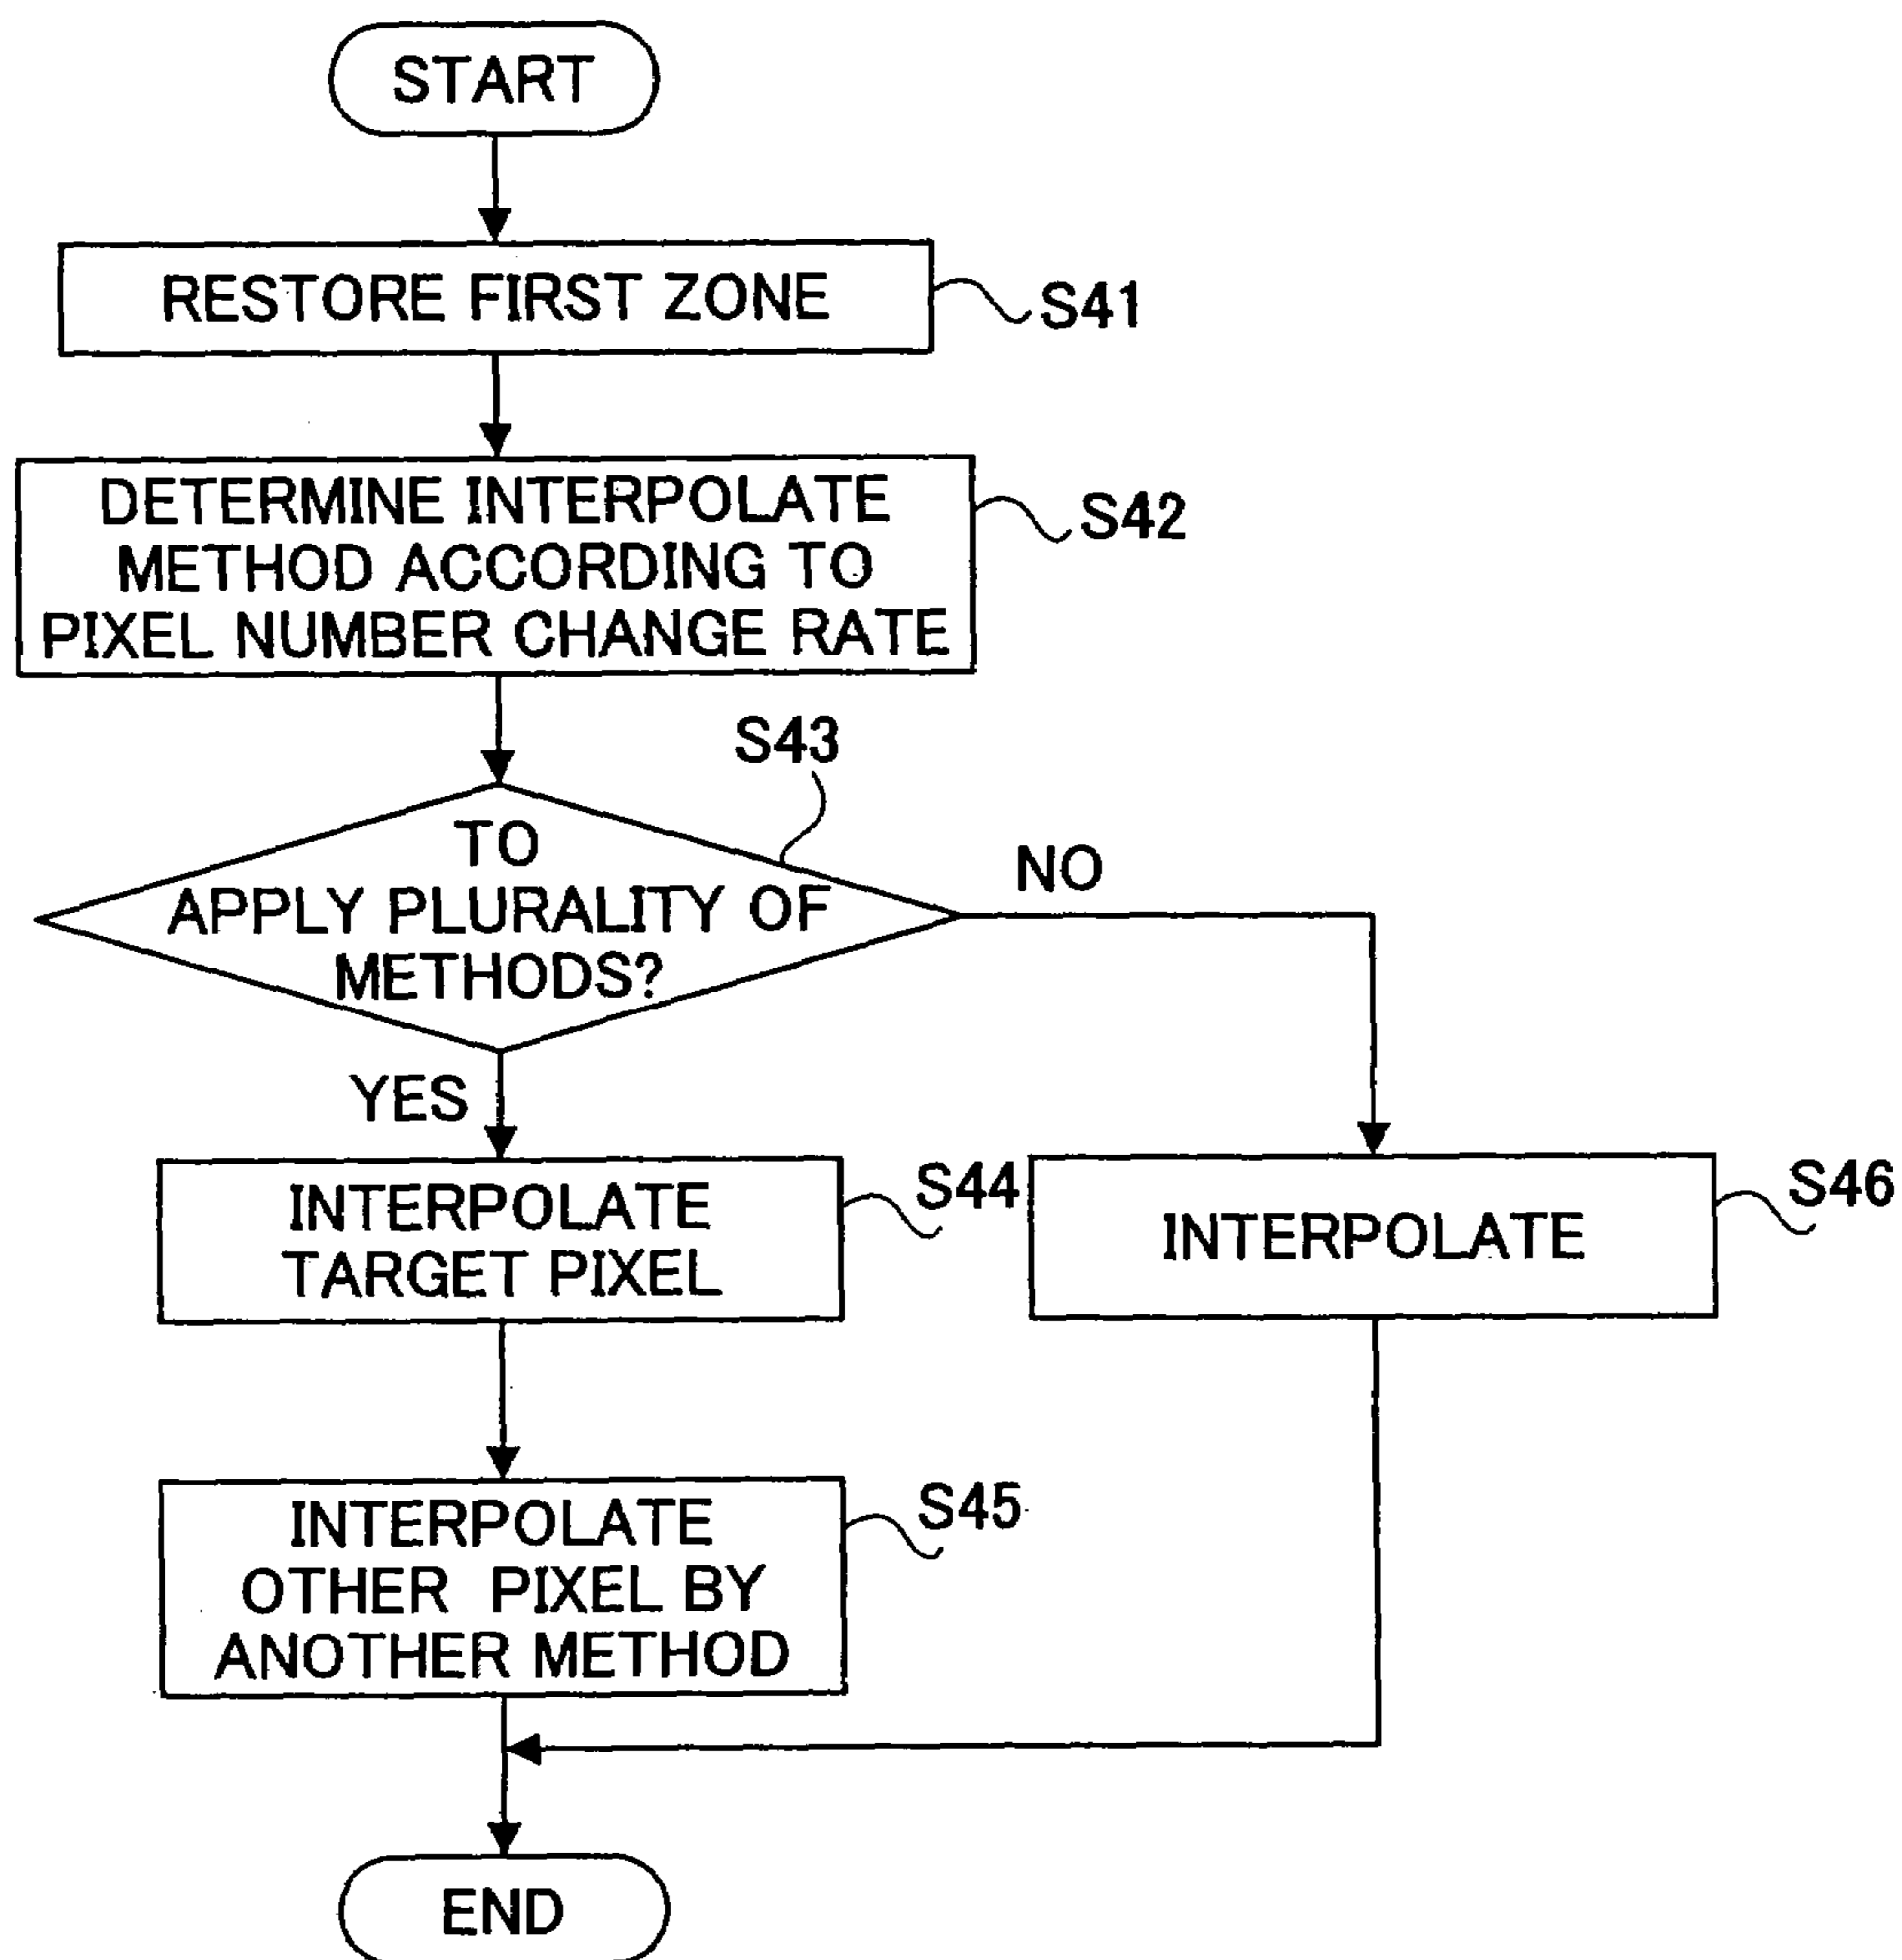 START
RESTORE FIRST ZONE
S41
DETERMINE INTERPOLATE
METHOD ACCORDING TO
PIXEL NUMBER CHANGE RATE
S42
S43
TO
APPLY PLURALITY OF
METHODS?
NO
YES
INTERPOLATE
TARGET PIXEL
S44
INTERPOLATE
S46
INTERPOLATE
OTHER PIXEL BY
ANOTHER METHOD
S45
END